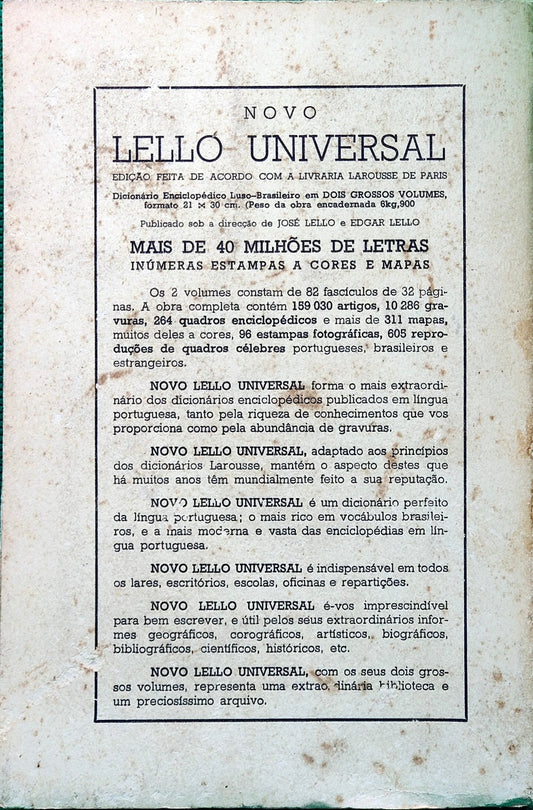 NOVO
LELLO UNIVERSAL
EDIÇÃO FEITA DE ACORDO COM A LIVRARIA LAROUSSE DE PARIS
Dicionário Enciclopédico Luso-Brasileiro em DOIS GROSSOS VOLUMES,
formato 21 × 30 cm. (Peso da obra encadernada 6kg,900
Publicado sob a direcção de JOSÉ LELLO e EDGAR LELLO
MAIS DE 40 MILHÕES DE LETRAS
INÚMERAS ESTAMPAS A CORES E MAPAS
Os 2 volumes constam de 82 fascículos de 32 pági-
nas. A obra completa contém 159 030 artigos, 10 286 gra-
vuras, 264 quadros enciclopédicos e mais de 311 mapas,
muitos deles a cores, 96 estampas fotográficas, 605 repro-
duções de quadros célebres portugueses, brasileiros e
estrangeiros.
NOVO LELLO UNIVERSAL forma o mais extraordi-
nário dos dicionários enciclopédicos publicados em língua
portuguesa, tanto pela riqueza de conhecimentos que vos
proporciona como pela abundância de gravuras.
NOVO LELLO UNIVERSAL, adaptado aos princípios
dos dicionários Larousse, mantém o aspecto destes que
há muitos anos têm mundialmente feito a sua reputação.
NOVO LELLO UNIVERSAL é um dicionário perfeito
da língua portuguesa; o mais rico em vocábulos brasilei-
ros, e a mais moderna e vasta das enciclopédias em lín-
gua portuguesa.
NOVO LELLO UNIVERSAL é indispensável em todos
os lares, escritórios, escolas, oficinas e repartições.
NOVO LELLO UNIVERSAL é-vos imprescindível
para bem escrever, e útil pelos seus extraordinários infor-
mes geográficos, corográficos, artísticos, biográficos,
bibliográficos, científicos, históricos, etc.
NOVO LELLO UNIVERSAL, com os seus dois gros-
sos volumes, representa uma extraordinária biblioteca e
um preciosíssimo arquivo.